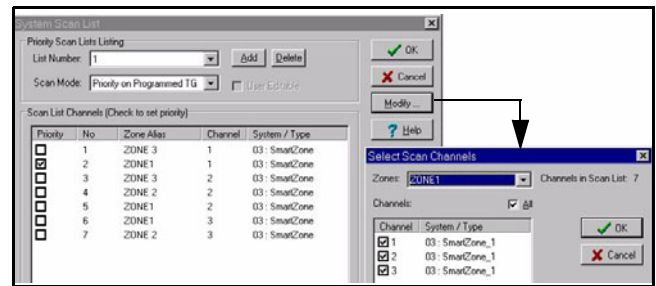 System Scan List
Priority Scan Lists Listing
List Number: 1
Add Delete
Scan Mode: Priority on Programmed TG
User Editable
OK
Cancel
Modify ...
Help
Scan List Channels (Check to set priority)
Priority No Zone Alias Channel System / Type
1 ZONE 3 1 03 : SmartZone
2 ZONE1 1 03 : SmartZone
3 ZONE 3 2 03 : SmartZone
4 ZONE 2 2 03 : SmartZone
5 ZONE1 2 03 : SmartZone
6 ZONE1 3 03 : SmartZone
7 ZONE 2 3 03 : SmartZone
Select Scan Channels
Zones: ZONE1
Channels in Scan List: 7
Channels:
All
Channel System / Type
1 03 : SmartZone_1
2 03 : SmartZone_1
3 03 : SmartZone_1
OK
Cancel